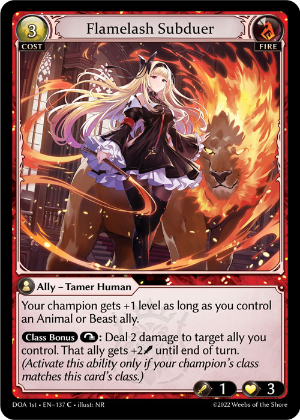 3 Flamelash Subduer
COST FIRE
Ally – Tamer Human
Your champion gets +1 level as long as you control
an Animal or Beast ally.
Class Bonus : Deal 2 damage to target ally
you control. That ally gets +2 until end of turn.
(Activate this ability only if your champion's class
matches this card's class.)
1 3
DOA 1st • EN–137 C • illust: NR ©2022 Weebs of the Shore